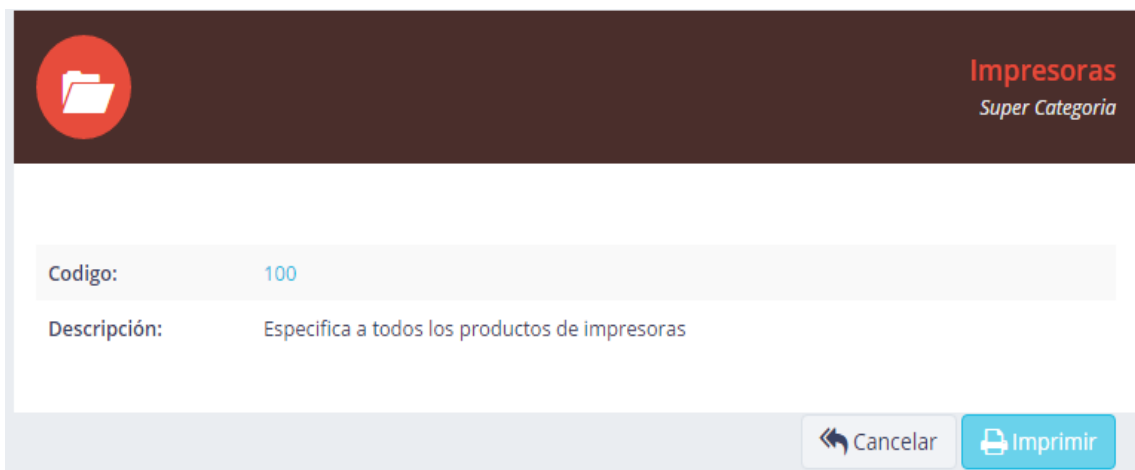 Impresoras
Super Categoria
Codigo: 100
Descripción: Especifica a todos los productos de impresoras
Cancelar Imprimir